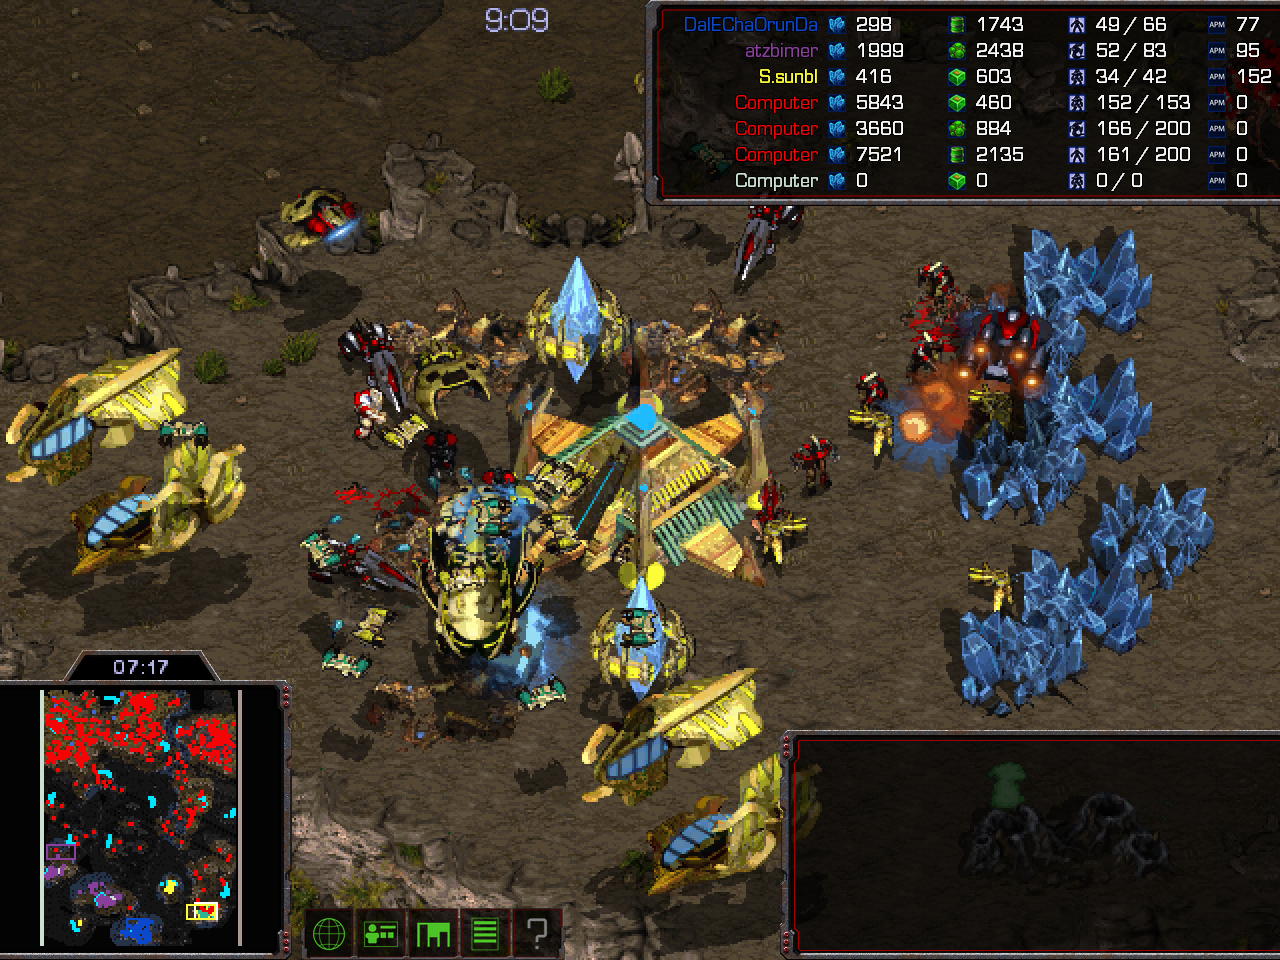 9:09
DalEChaOrunDa 298 1743 49 / 66 APM 77
atzbimer 1999 2438 52 / 83 APM 95
S.sunbl 416 603 34 / 42 APM 152
Computer 5843 460 152 / 153 APM 0
Computer 3660 884 166 / 200 APM 0
Computer 7521 2135 161 / 200 APM 0
Computer 0 0 0 / 0 APM 0
07:17
?